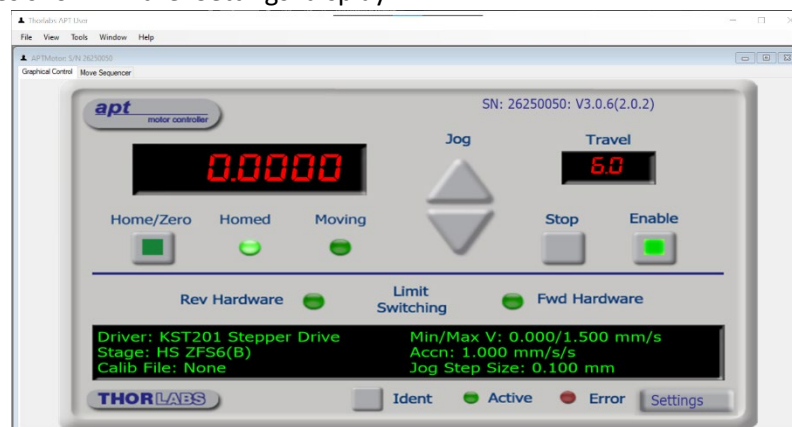 Thorlabs APT User
File View Tools Window Help
APTMotor: S/N 26250050
Graphical Control Move Sequencer
apt
motor controller
SN: 26250050: V3.0.6(2.0.2)
Jog
Travel
0.0000
6.0
Home/Zero Homed Moving
Stop Enable
Rev Hardware
Limit
Switching
Fwd Hardware
Driver: KST201 Stepper Drive
Stage: HS ZFS6(B)
Calib File: None
Min/Max V: 0.000/1.500 mm/s
Accn: 1.000 mm/s/s
Jog Step Size: 0.100 mm
THORLABS
Ident Active Error Settings